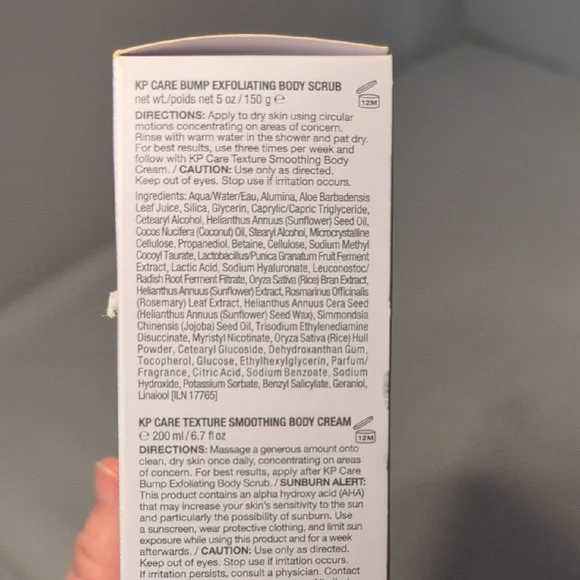 KP CARE BUMP EXFOLIATING BODY SCRUB
net wt./poids net 5 oz / 150 g ℮
12M
DIRECTIONS: Apply to dry skin using circular
motions concentrating on areas of concern.
Rinse with warm water in the shower and pat dry.
For best results, use three times per week and
follow with KP Care Texture Smoothing Body
Cream. / CAUTION: Use only as directed.
Keep out of eyes. Stop use if irritation occurs.
Ingredients: Aqua/Water/Eau, Alumina, Aloe Barbadensis
Leaf Juice, Silica, Glycerin, Caprylic/Capric Triglyceride,
Cetearyl Alcohol, Helianthus Annuus (Sunflower) Seed Oil,
Cocos Nucifera (Coconut) Oil, Stearyl Alcohol, Microcrystalline
Cellulose, Propanediol, Betaine, Cellulose, Sodium Methyl
Cocoyl Taurate, Lactobacillus/Punica Granatum Fruit Ferment
Extract, Lactic Acid, Sodium Hyaluronate, Leuconostoc/
Radish Root Ferment Filtrate, Oryza Sativa (Rice) Bran Extract,
Helianthus Annuus (Sunflower) Extract, Rosmarinus Officinalis
(Rosemary) Leaf Extract, Helianthus Annuus Cera Seed
(Helianthus Annuus (Sunflower) Seed Wax), Simmondsia
Chinensis (Jojoba) Seed Oil, Trisodium Ethylenediamine
Disuccinate, Myristyl Nicotinate, Oryza Sativa (Rice) Hull
Powder, Cetearyl Glucoside, Dehydroxanthan Gum,
Tocopherol, Glucose, Ethylhexylglycerin, Parfum/
Fragrance, Citric Acid, Sodium Benzoate, Sodium
Hydroxide, Potassium Sorbate, Benzyl Salicylate, Geraniol,
Linalool [ILN 17765]
KP CARE TEXTURE SMOOTHING BODY CREAM
℮ 200 ml / 6.7 fl oz
12M
DIRECTIONS: Massage a generous amount onto
clean, dry skin once daily, concentrating on areas
of concern. For best results, apply after KP Care
Bump Exfoliating Body Scrub. / SUNBURN ALERT:
This product contains an alpha hydroxy acid (AHA)
that may increase your skin's sensitivity to the sun
and particularly the possibility of sunburn. Use
a sunscreen, wear protective clothing, and limit sun
exposure while using this product and for a week
afterwards. / CAUTION: Use only as directed.
Keep out of eyes. Stop use if irritation occurs.
If irritation persists, consult a physician. Contact